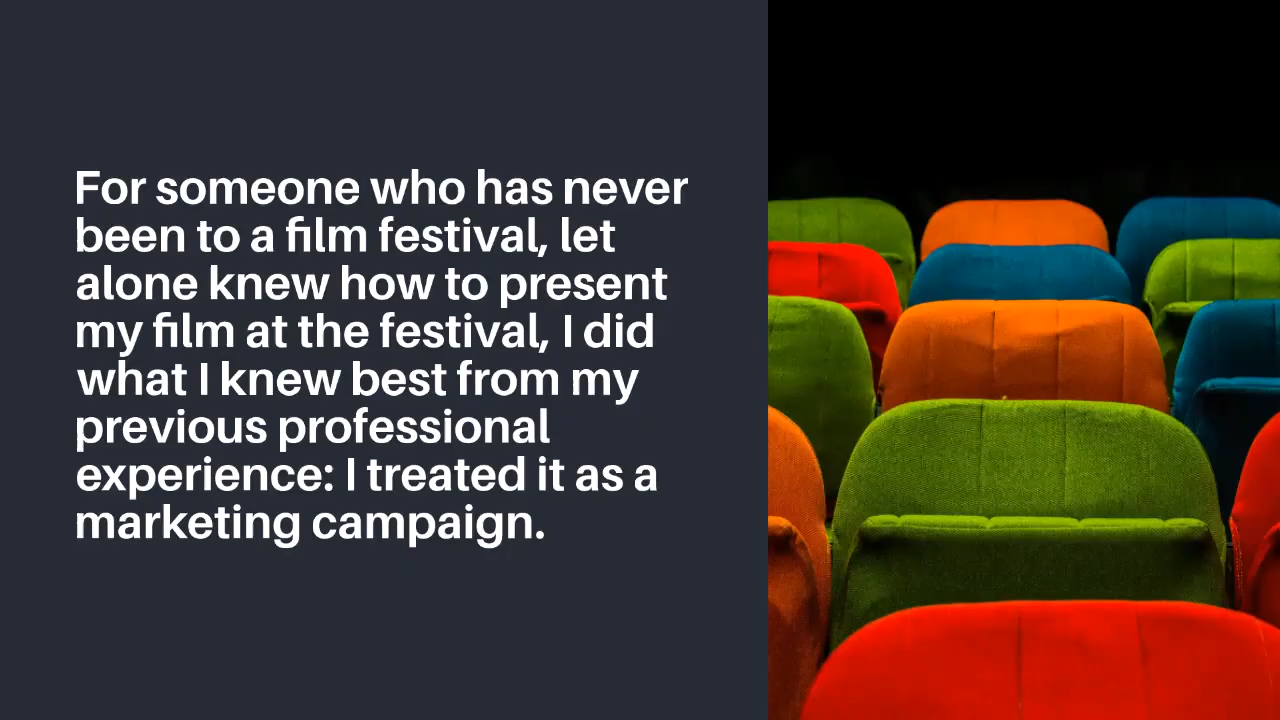 For someone who has never
been to a film festival, let
alone knew how to present
my film at the festival, I did
what I knew best from my
previous professional
experience: I treated it as a
marketing campaign.